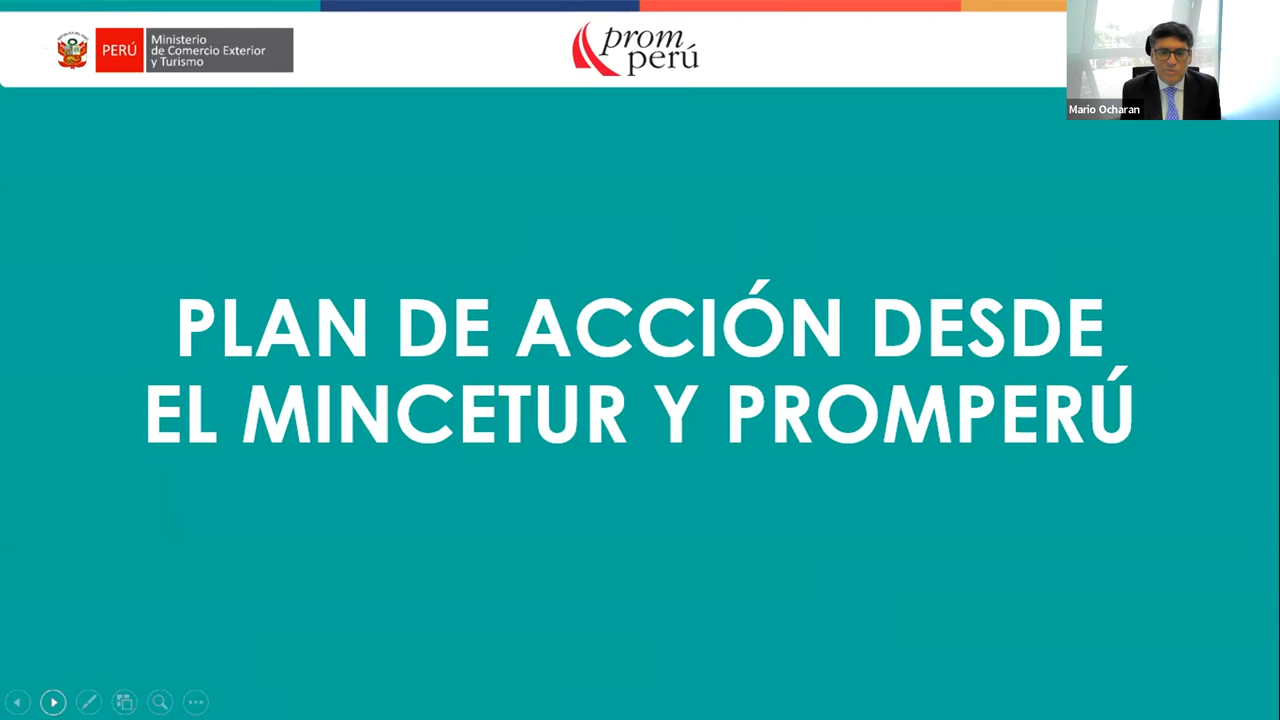 PERÚ
Ministerio
de Comercio Exterior
y Turismo
prom
perú
Mario Ocharan
PLAN DE ACCIÓN DESDE
EL MINCETUR Y PROMPERÚ